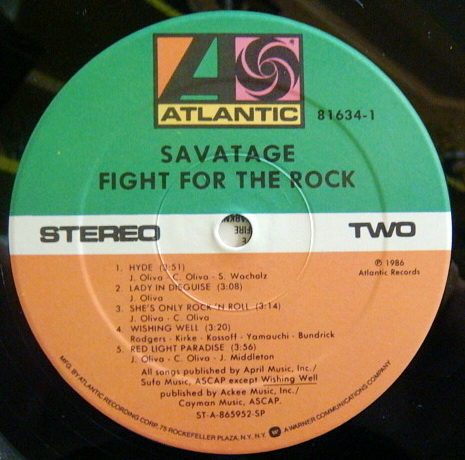 ATLANTIC
81634-1
SAVATAGE
FIGHT FOR THE ROCK
STEREO
TWO
℗ 1986
Atlantic Records
1. HYDE (3:51)
J. Oliva - C. Oliva - S. Wacholz
2. LADY IN DISGUISE (3:08)
J. Oliva
3. SHE'S ONLY ROCK 'N ROLL (3:14)
J. Oliva - C. Oliva
4. WISHING WELL (3:20)
Rodgers - Kirke - Kossoff - Yamauchi - Bundrick
5. RED LIGHT PARADISE (3:56)
J. Oliva - C. Oliva - J. Middleton
All songs published by April Music, Inc./
Sufo Music, ASCAP except Wishing Well
published by Ackee Music, Inc./
Cayman Music, ASCAP.
ST-A-865952-SP
MFG. BY ATLANTIC RECORDING CORP., 75 ROCKEFELLER PLAZA, N.Y., N.Y. A WARNER COMMUNICATIONS COMPANY